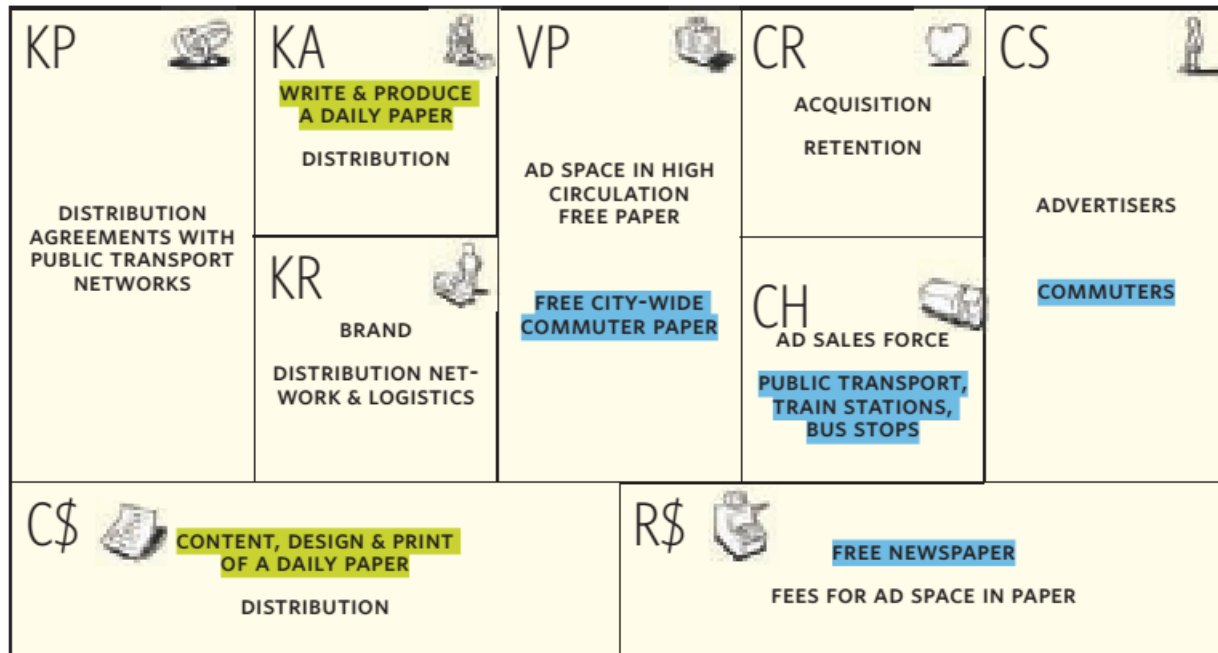 KP
DISTRIBUTION
AGREEMENTS WITH
PUBLIC TRANSPORT
NETWORKS
KA
WRITE & PRODUCE
A DAILY PAPER
DISTRIBUTION
KR
BRAND
DISTRIBUTION NET-
WORK & LOGISTICS
VP
AD SPACE IN HIGH
CIRCULATION
FREE PAPER
FREE CITY-WIDE
COMMUTER PAPER
CR
ACQUISITION
RETENTION
CH
AD SALES FORCE
PUBLIC TRANSPORT,
TRAIN STATIONS,
BUS STOPS
CS
ADVERTISERS
COMMUTERS
C$
CONTENT, DESIGN & PRINT
OF A DAILY PAPER
DISTRIBUTION
R$
FREE NEWSPAPER
FEES FOR AD SPACE IN PAPER